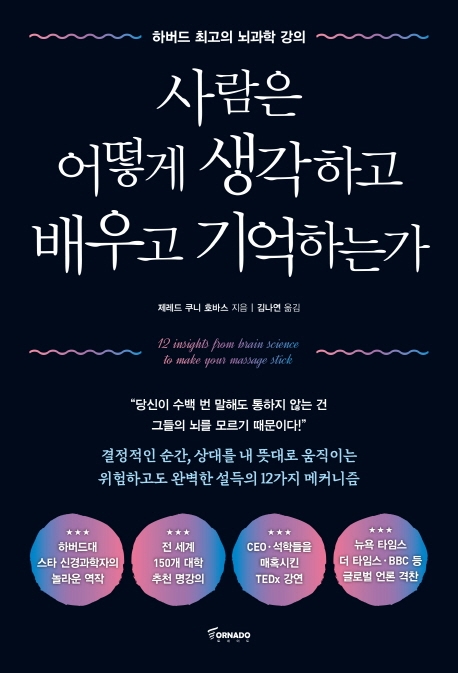 하버드 최고의 뇌과학 강의
사람은
어떻게 생각하고
배우고 기억하는가
제레드 쿠니 호바스 지음 | 김나연 옮김
12 insights from brain science
to make your massage stick
“당신이 수백 번 말해도 통하지 않는 건
그들의 뇌를 모르기 때문이다!”
결정적인 순간, 상대를 내 뜻대로 움직이는
위험하고도 완벽한 설득의 12가지 메커니즘
★★★
하버드대
스타 신경과학자의
놀라운 역작
★★★
전 세계
150개 대학
추천 명강의
★★★
CEO·석학들을
매혹시킨
TEDx 강연
★★★
뉴욕 타임스
더 타임스·BBC 등
글로벌 언론 격찬
TORNADO
토네이도